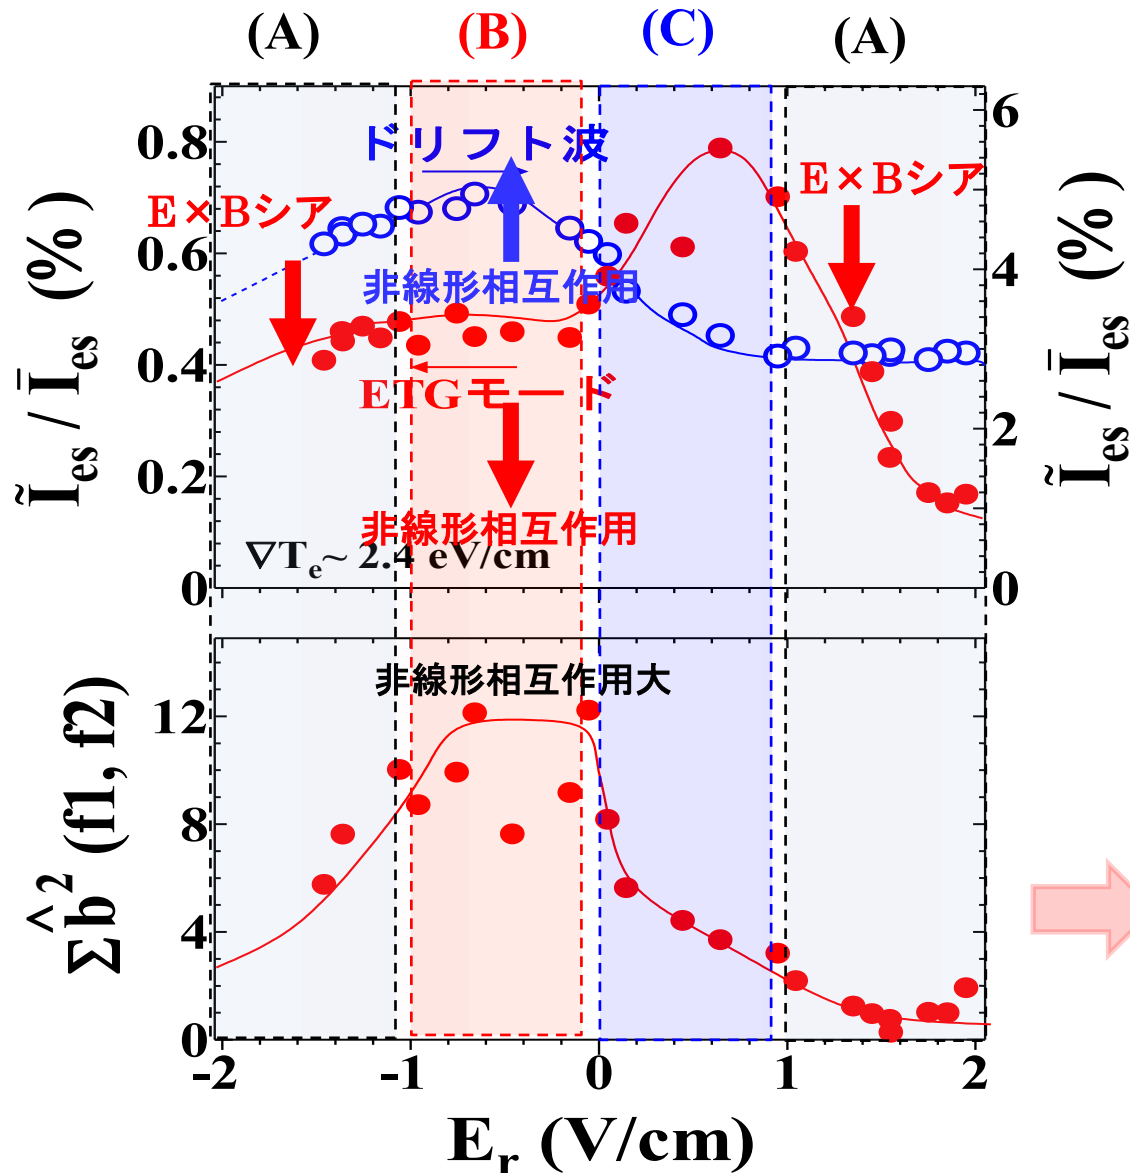 (A) (B) (C) (A)
ドリフト波
E×Bシア
E×Bシア
非線形相互作用
ETGモード
非線形相互作用
∇Te~ 2.4 eV/cm
0.8
0.6
0.4
0.2
0
6
4
2
0
Ĩes / Īes (%)
Ĩes / Īes (%)
非線形相互作用大
12
8
4
0
Σb̂² (f1, f2)
-2 -1 0 1 2
Er (V/cm)